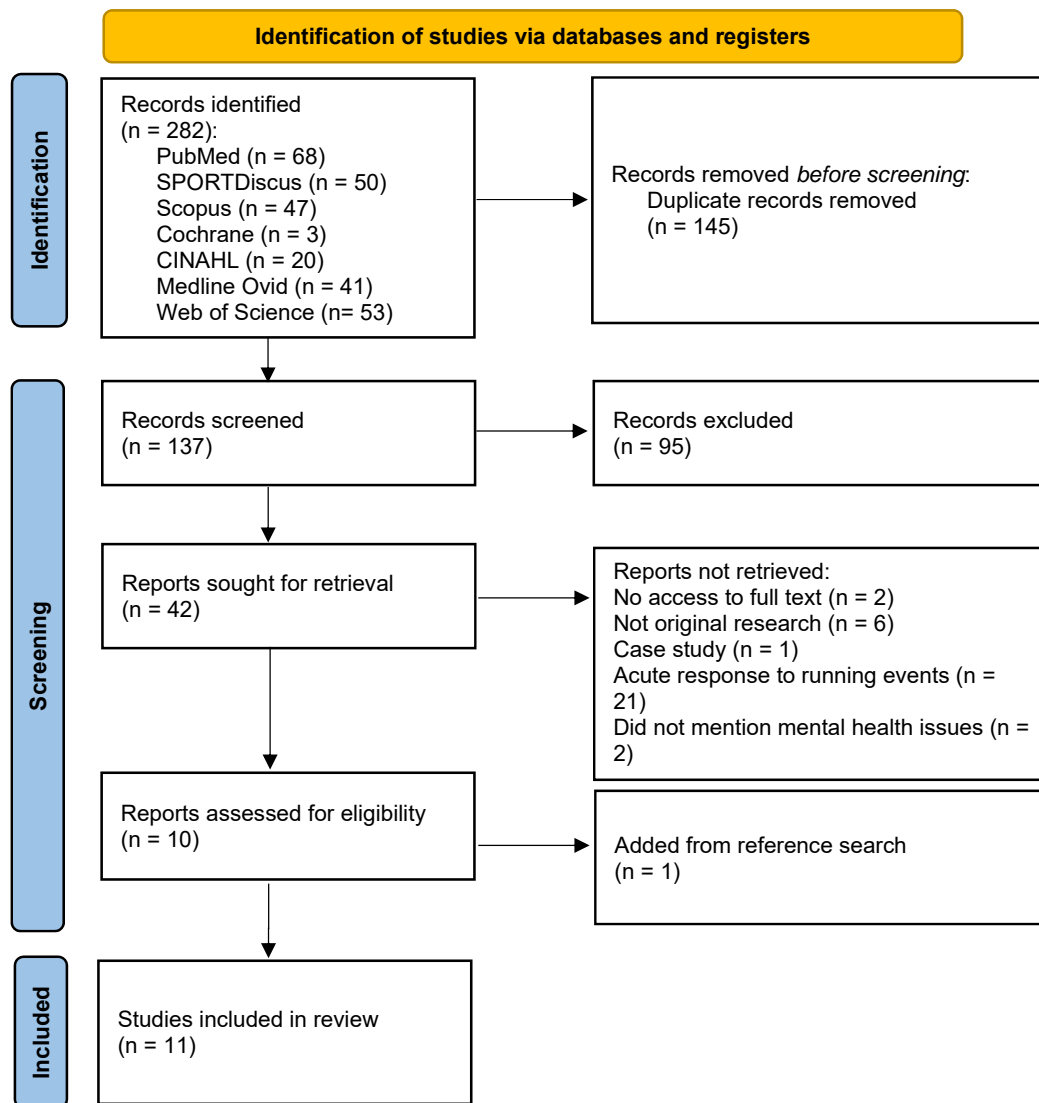 Identification of studies via databases and registers
Identification
Records identified
(n = 282):
PubMed (n = 68)
SPORTDiscus (n = 50)
Scopus (n = 47)
Cochrane (n = 3)
CINAHL (n = 20)
Medline Ovid (n = 41)
Web of Science (n= 53)
Records removed before screening:
Duplicate records removed
(n = 145)
Screening
Records screened
(n = 137)
Records excluded
(n = 95)
Reports sought for retrieval
(n = 42)
Reports not retrieved:
No access to full text (n = 2)
Not original research (n = 6)
Case study (n = 1)
Acute response to running events (n =
21)
Did not mention mental health issues (n =
2)
Reports assessed for eligibility
(n = 10)
Added from reference search
(n = 1)
Included
Studies included in review
(n = 11)